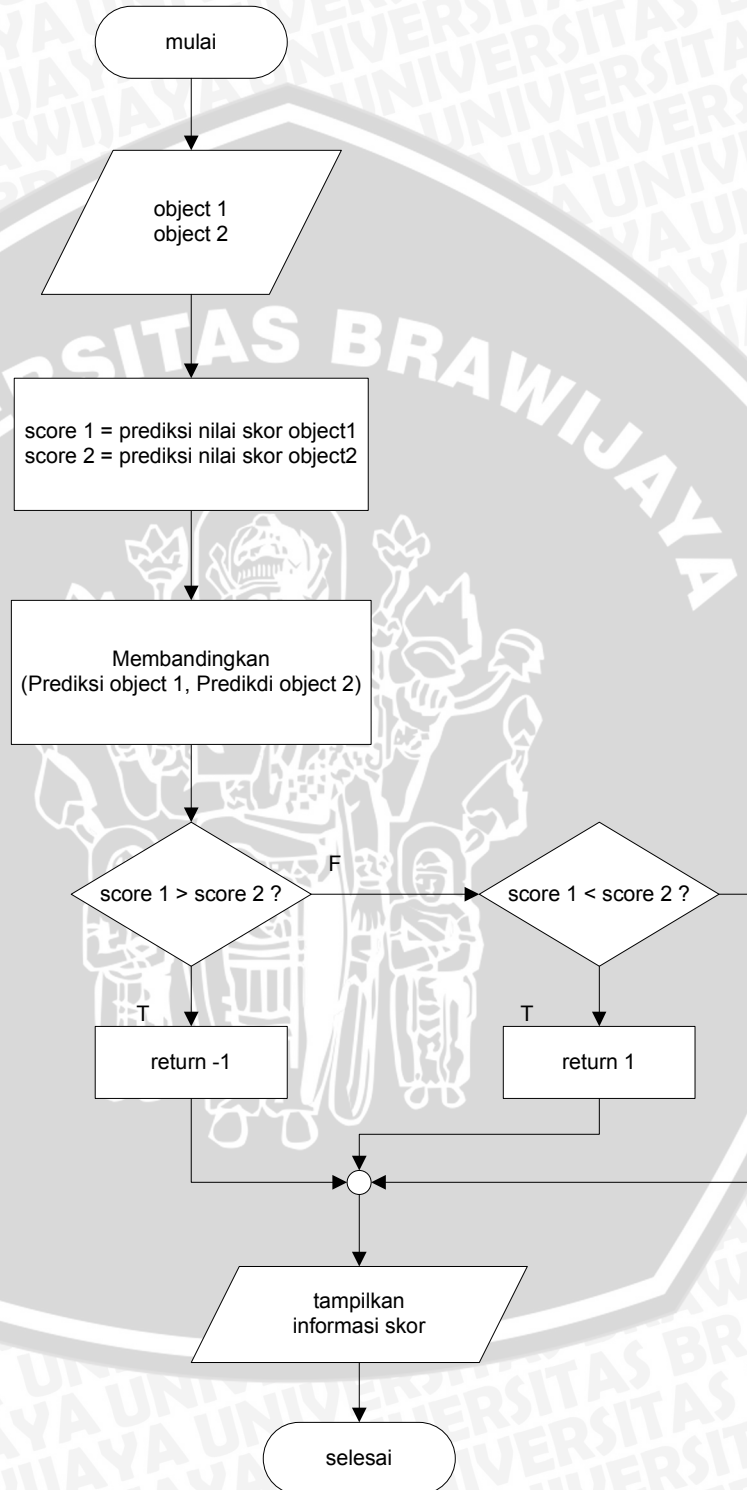 mulai
object 1
object 2
score 1 = prediksi nilai skor object1
score 2 = prediksi nilai skor object2
Membandingkan
(Prediksi object 1, Predikdi object 2)
score 1 > score 2 ?
F
score 1 < score 2 ?
T
return -1
T
return 1
tampilkan
informasi skor
selesai
ERSITAS BRAWIJAYA